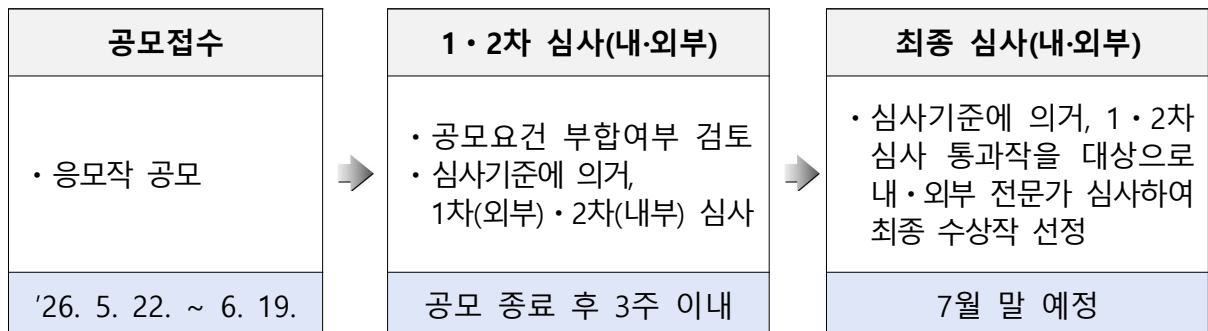 공모접수
・응모작 공모
'26. 5. 22. ~ 6. 19.
1・2차 심사(내·외부)
・공모요건 부합여부 검토
・심사기준에 의거,
1차(외부)・2차(내부) 심사
공모 종료 후 3주 이내
최종 심사(내·외부)
・심사기준에 의거, 1・2차
심사 통과작을 대상으로
내・외부 전문가 심사하여
최종 수상작 선정
7월 말 예정